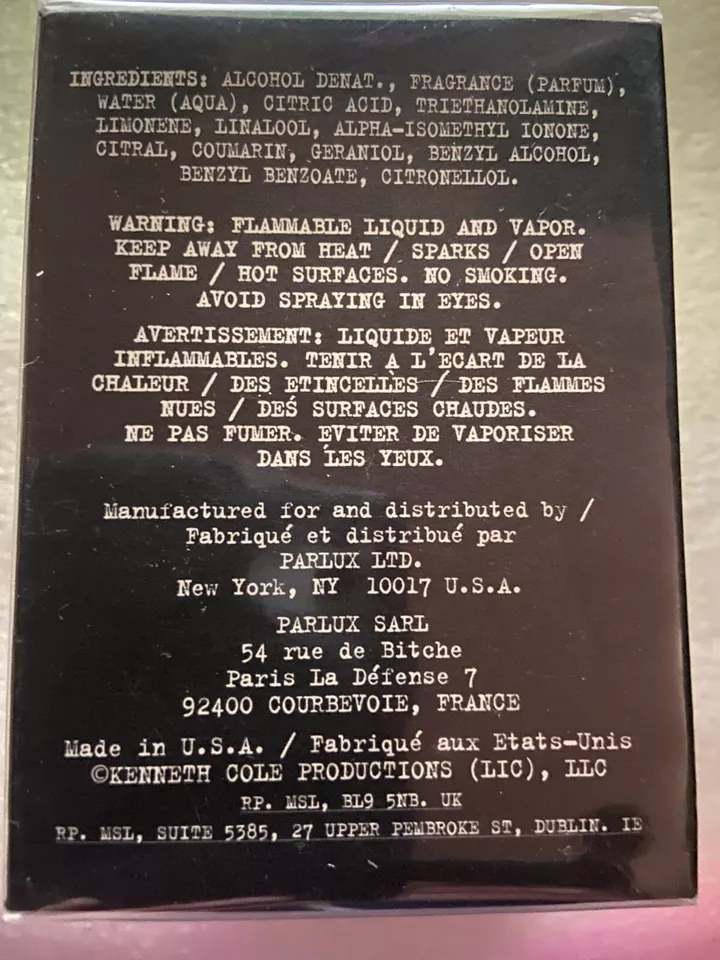 INGREDIENTS: ALCOHOL DENAT., FRAGRANCE (PARFUM),
WATER (AQUA), CITRIC ACID, TRIETHANOLAMINE,
LIMONENE, LINALOOL, ALPHA-ISOMETHYL IONONE,
CITRAL, COUMARIN, GERANIOL, BENZYL ALCOHOL,
BENZYL BENZOATE, CITRONELLOL.
WARNING: FLAMMABLE LIQUID AND VAPOR.
KEEP AWAY FROM HEAT / SPARKS / OPEN
FLAME / HOT SURFACES. NO SMOKING.
AVOID SPRAYING IN EYES.
AVERTISSEMENT: LIQUIDE ET VAPEUR
INFLAMMABLES. TENIR A L'ECART DE LA
CHALEUR / DES ETINCELLES / DES FLAMMES
NUES / DES SURFACES CHAUDES.
NE PAS FUMER. EVITER DE VAPORISER
DANS LES YEUX.
Manufactured for and distributed by /
Fabriqué et distribué par
PARLUX LTD.
New York, NY 10017 U.S.A.
PARLUX SARL
54 rue de Bitche
Paris La Défense 7
92400 COURBEVOIE, FRANCE
Made in U.S.A. / Fabriqué aux Etats-Unis
©KENNETH COLE PRODUCTIONS (LIC), LLC
RP. MSL, BL9 5NB. UK
RP. MSL, SUITE 5385, 27 UPPER PEMBROKE ST, DUBLIN. IE